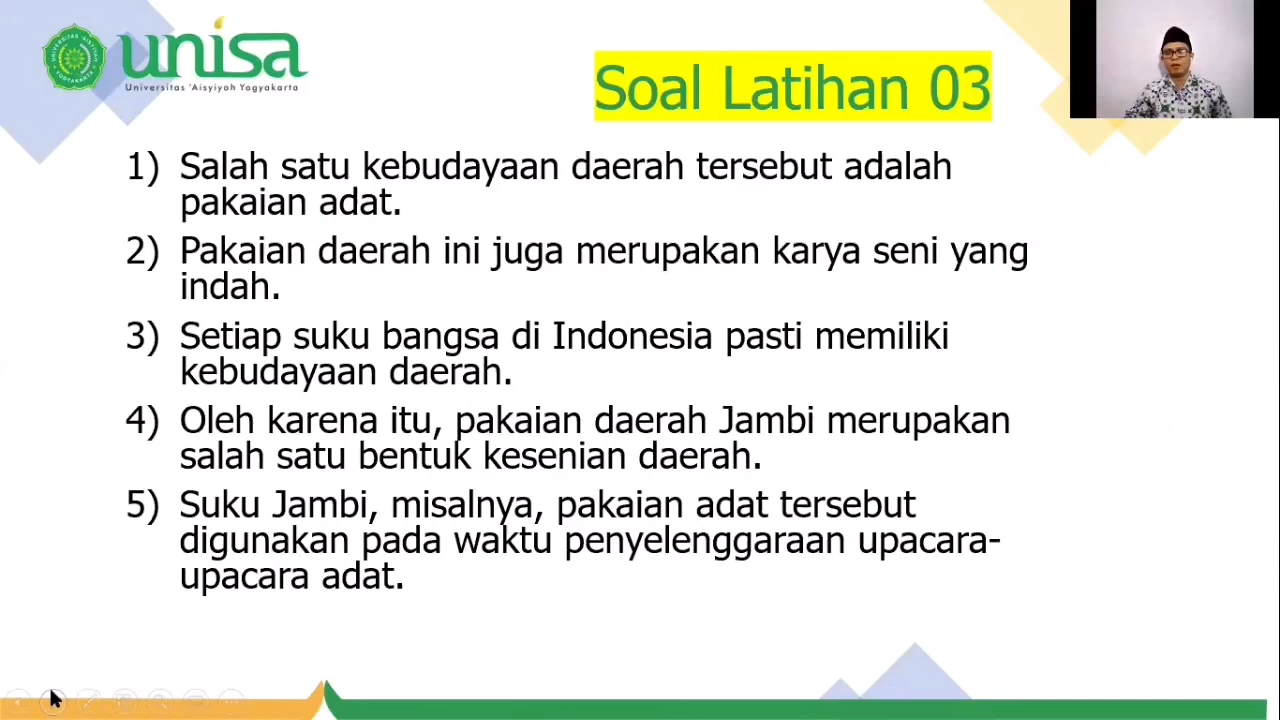 unisa
Universitas 'Aisyiyah Yogyakarta
Soal Latihan 03
1) Salah satu kebudayaan daerah tersebut adalah
pakaian adat.
2) Pakaian daerah ini juga merupakan karya seni yang
indah.
3) Setiap suku bangsa di Indonesia pasti memiliki
kebudayaan daerah.
4) Oleh karena itu, pakaian daerah Jambi merupakan
salah satu bentuk kesenian daerah.
5) Suku Jambi, misalnya, pakaian adat tersebut
digunakan pada waktu penyelenggaraan upacara-
upacara adat.